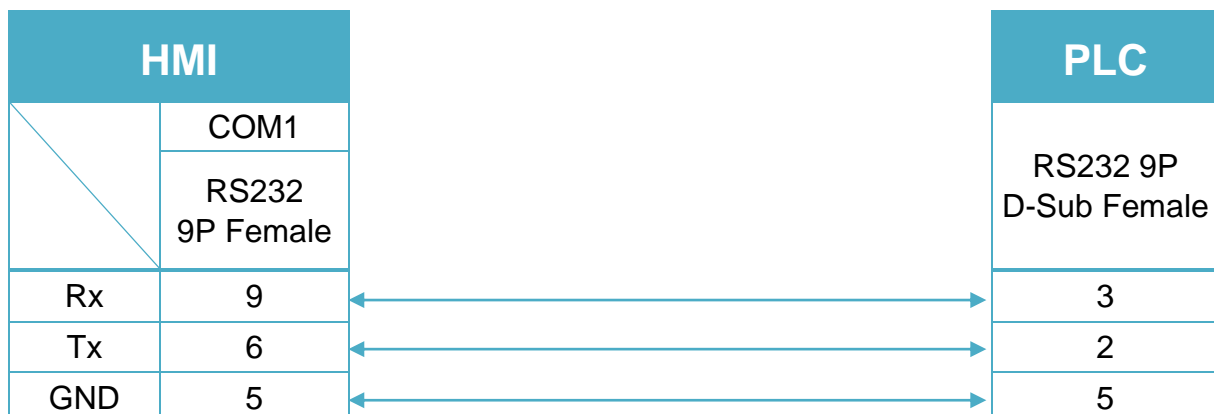 HMI PLC
COM1
RS232
9P Female
RS232 9P
D-Sub Female
Rx 9 3
Tx 6 2
GND 5 5